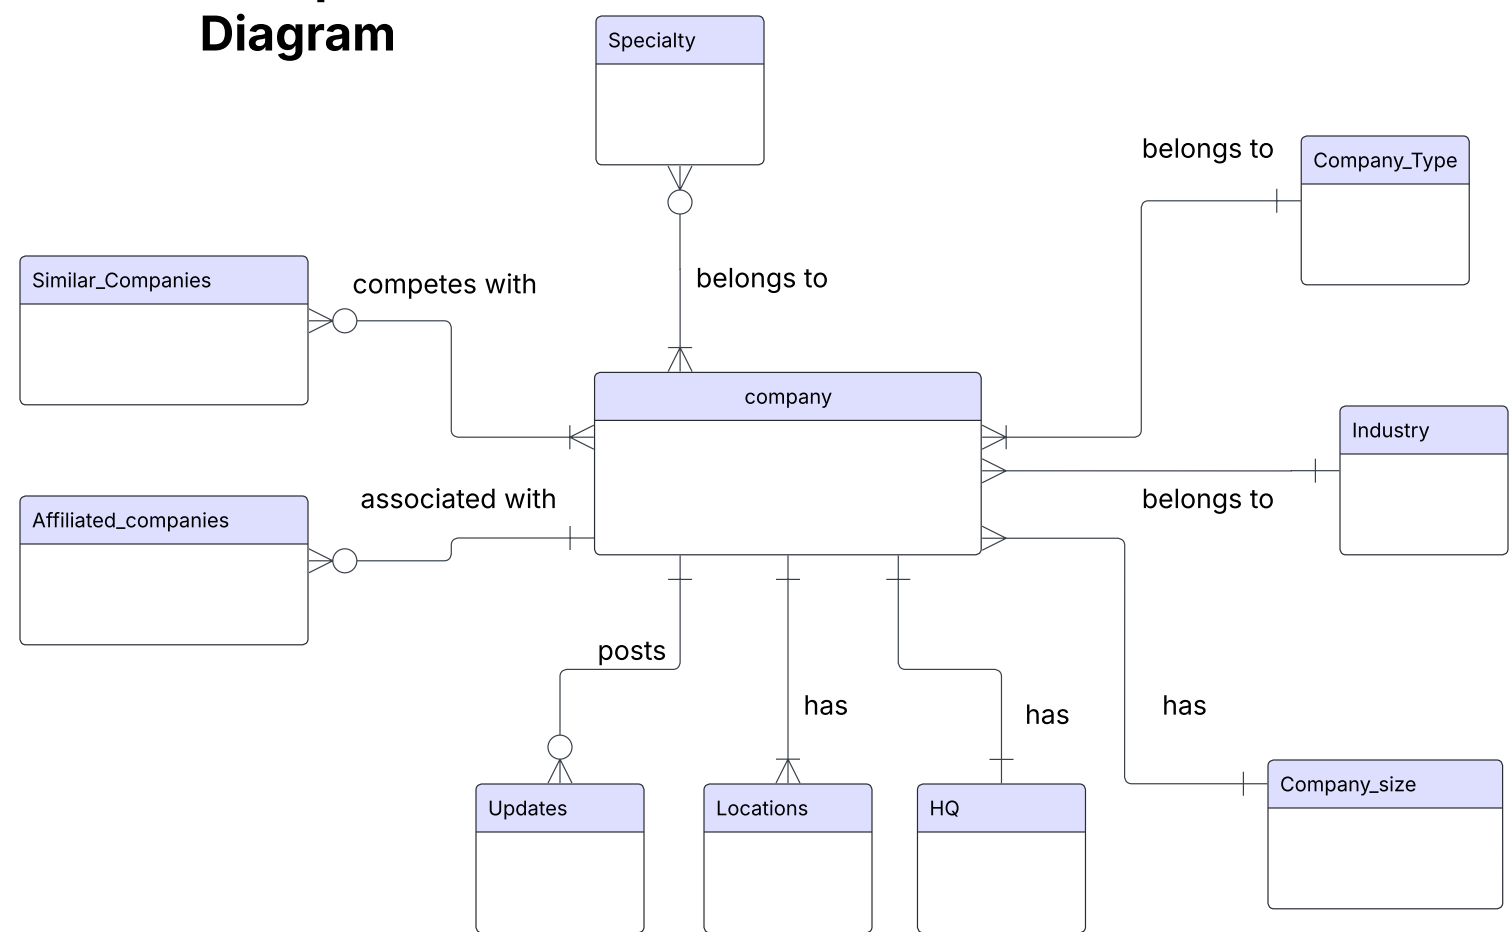 Diagram
Specialty
belongs to
Company_Type
Similar_Companies
competes with
belongs to
company
Industry
associated with
belongs to
Affiliated_companies
posts
has
has
has
Updates
Locations
HQ
Company_size